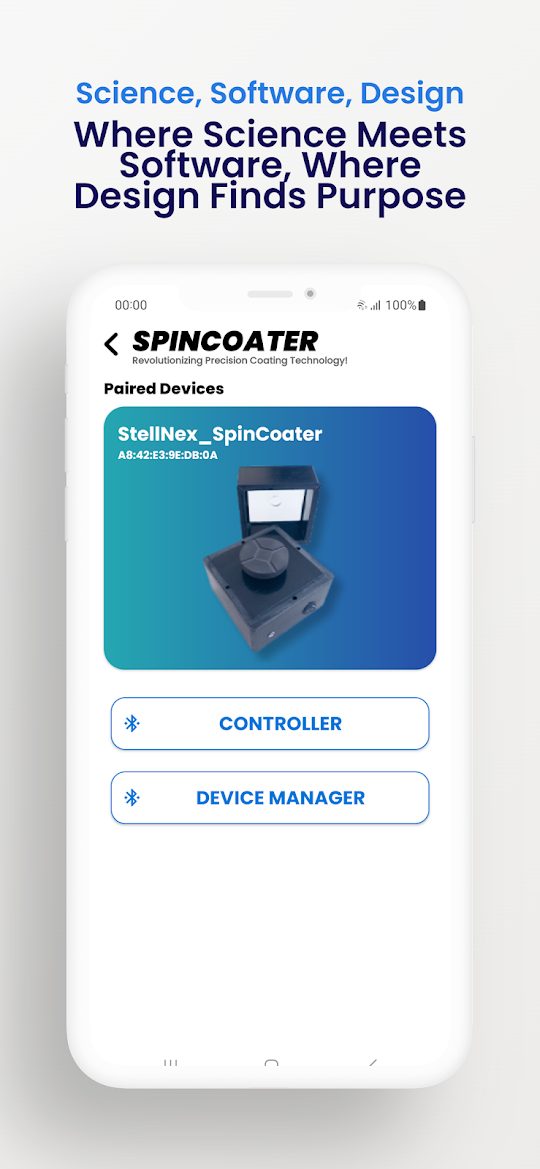 Science, Software, Design
Where Science Meets
Software, Where
Design Finds Purpose
00:00
100%
SPINCOATER
Revolutionizing Precision Coating Technology!
Paired Devices
StellNex_SpinCoater
A8:42:E3:9E:DB:0A
CONTROLLER
DEVICE MANAGER